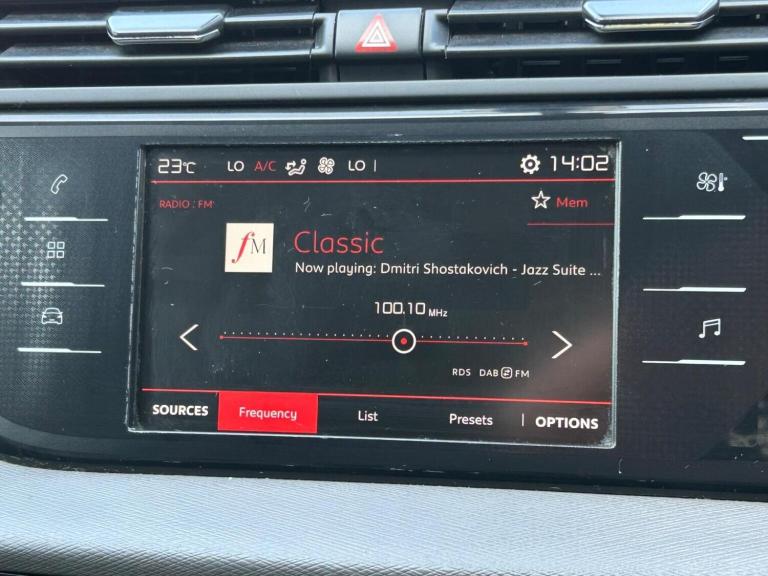 23°C LO A/C LO | 14:02
RADIO : FM
Mem
fM
Classic
Now playing: Dmitri Shostakovich - Jazz Suite ...
100.10 MHz
RDS DAB FM
SOURCES Frequency List Presets | OPTIONS